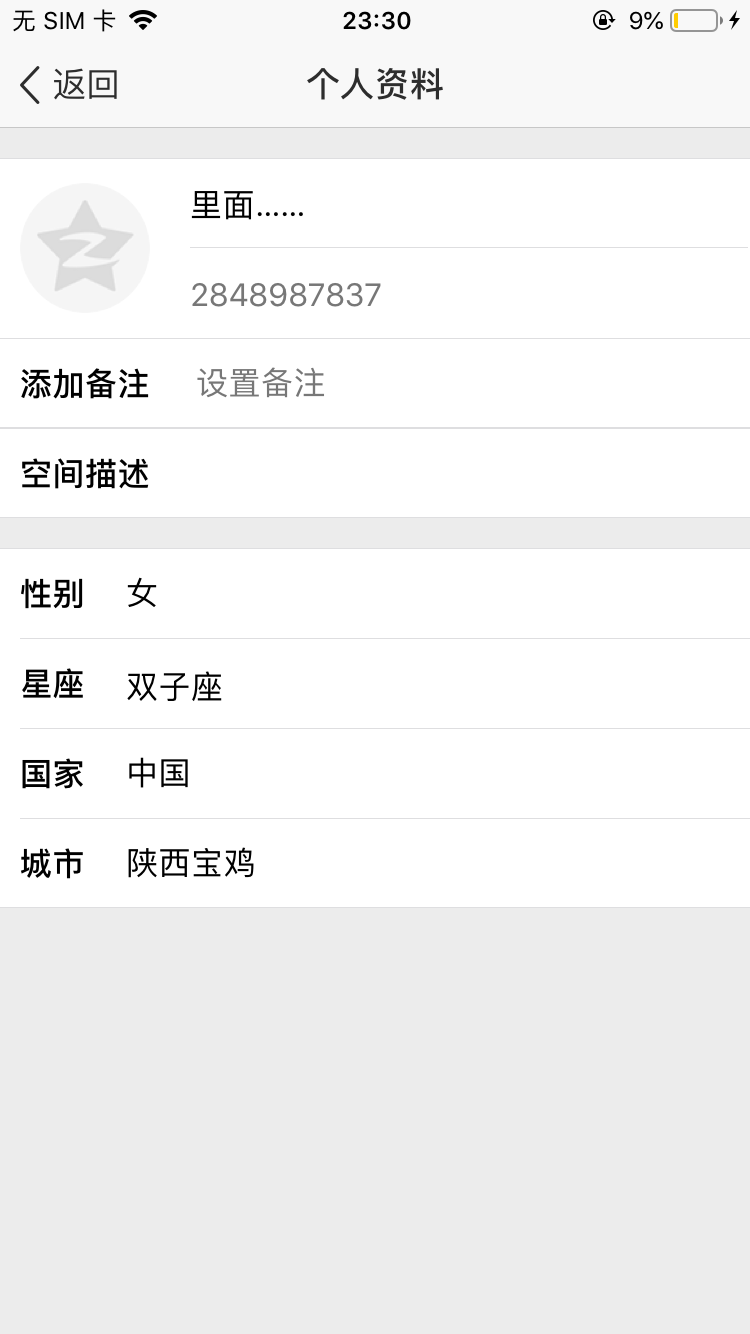 无 SIM 卡 23:30 9%
返回 个人资料
里面......
2848987837
添加备注 设置备注
空间描述
性别 女
星座 双子座
国家 中国
城市 陕西宝鸡